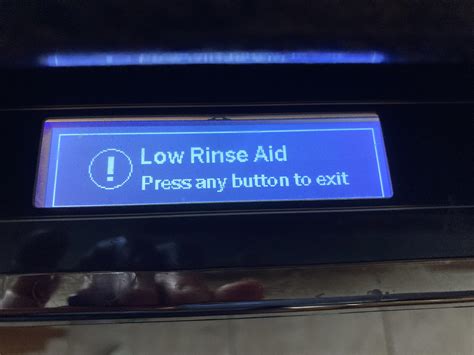 Low Rinse Aid
Press any button to exit